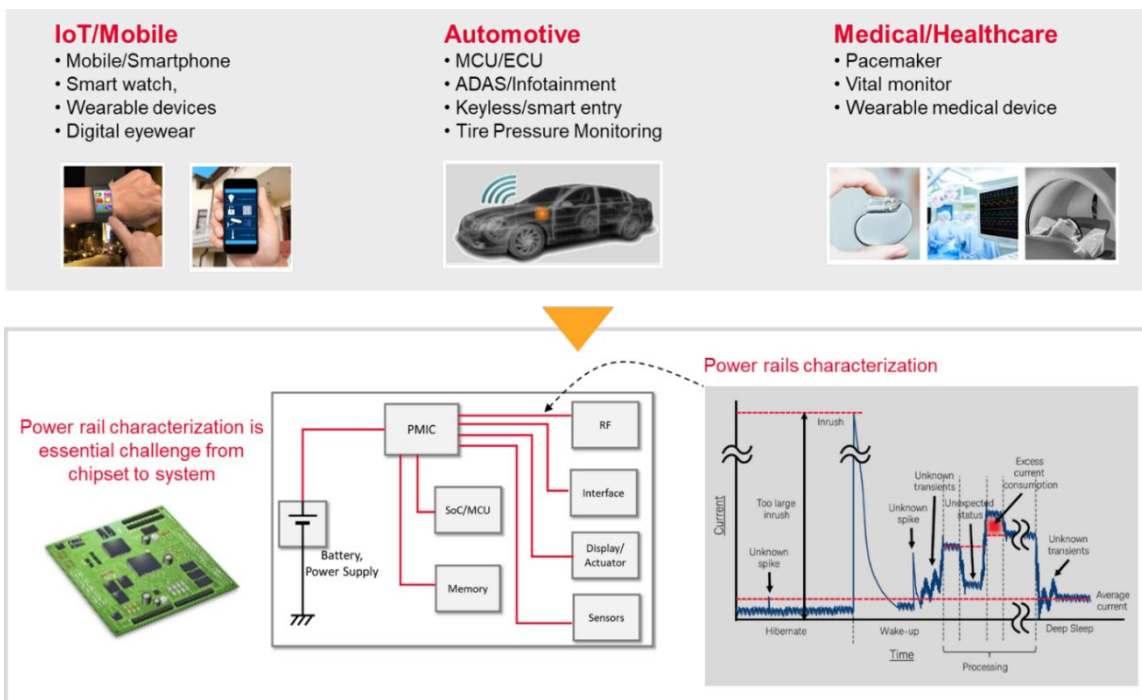 IoT/Mobile
• Mobile/Smartphone
• Smart watch,
• Wearable devices
• Digital eyewear
Automotive
• MCU/ECU
• ADAS/Infotainment
• Keyless/smart entry
• Tire Pressure Monitoring
Medical/Healthcare
• Pacemaker
• Vital monitor
• Wearable medical device
Power rail characterization is
essential challenge from
chipset to system
PMIC
RF
Interface
SoC/MCU
Display/
Actuator
Memory
Sensors
Battery,
Power Supply
Power rails characterization
Current
Inrush
Too large
inrush
Unknown
spike
Unknown
spike
Unknown
transients
Unexpected
status
Excess
current
consumption
Unknown
transients
Average
current
Hibernate
Wake-up
Deep Sleep
Time
Processing